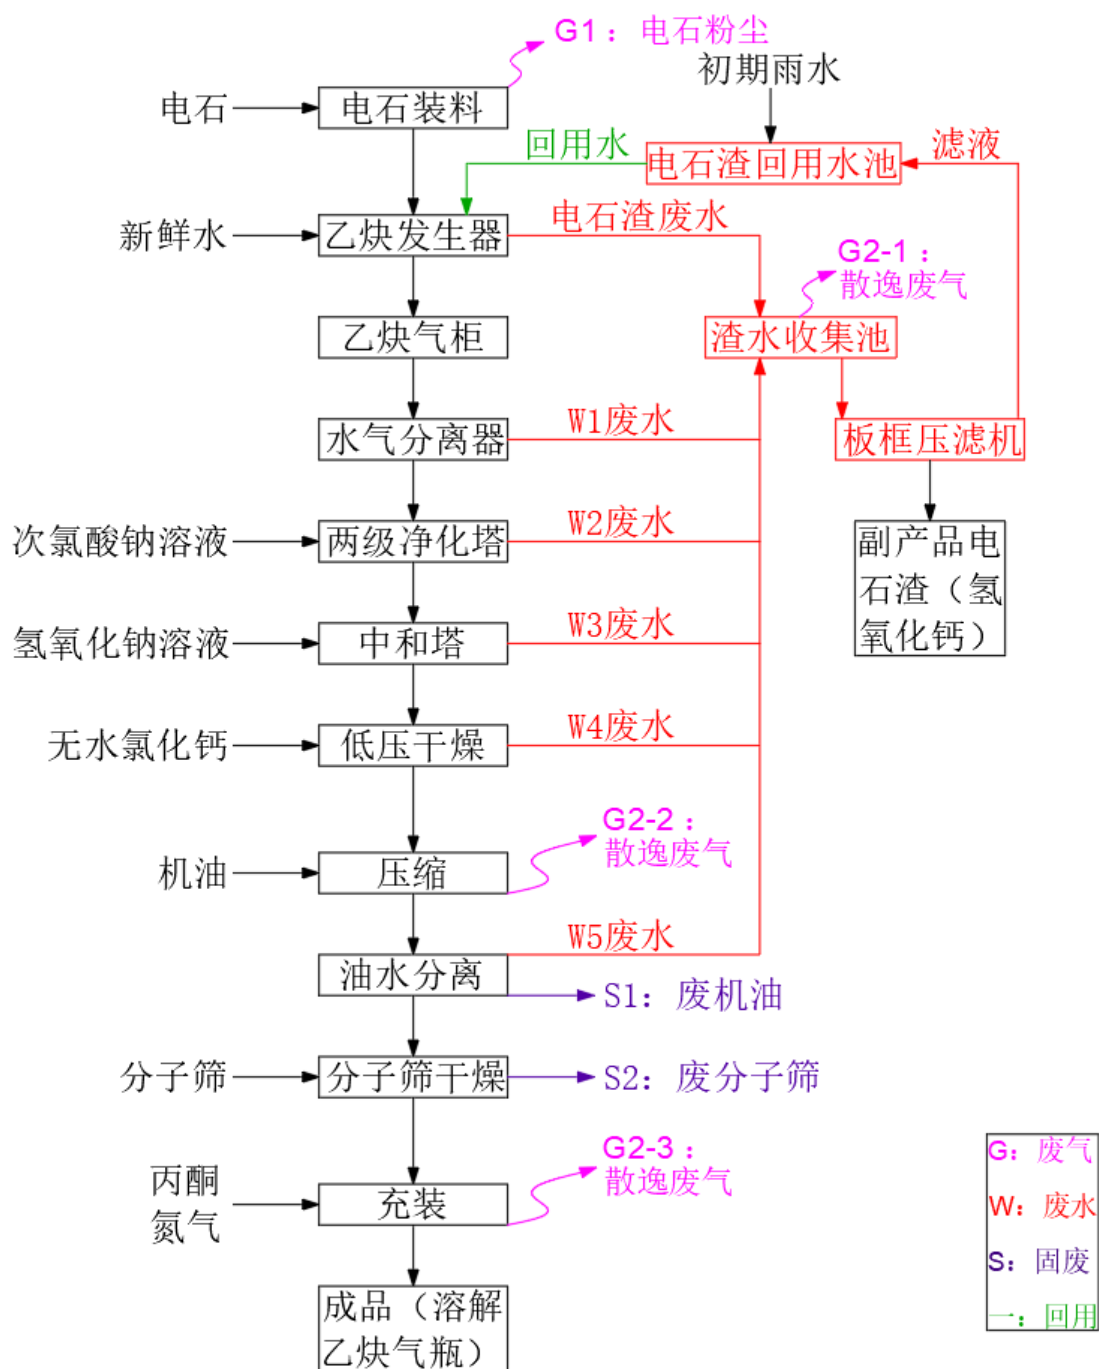 G1：电石粉尘
初期雨水
电石
电石装料
回用水
电石渣回用水池
滤液
新鲜水
乙炔发生器
电石渣废水
G2-1：
散逸废气
乙炔气柜
渣水收集池
水气分离器
W1废水
板框压滤机
次氯酸钠溶液
两级净化塔
W2废水
副产品电
石渣（氢
氧化钙）
氢氧化钠溶液
中和塔
W3废水
无水氯化钙
低压干燥
W4废水
G2-2：
散逸废气
机油
压缩
W5废水
油水分离
S1：废机油
分子筛
分子筛干燥
S2：废分子筛
G2-3：
散逸废气
丙酮
氮气
充装
成品（溶解
乙炔气瓶）
G：废气
W：废水
S：固废
一：回用